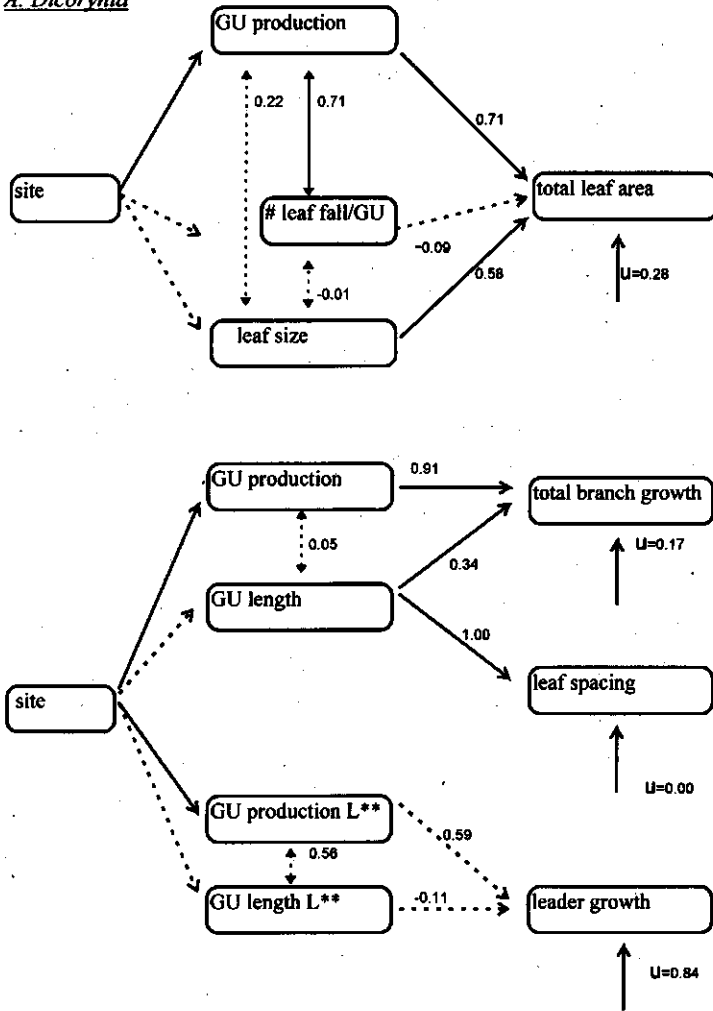 A. Dicorynia
GU production
0.22
0.71
0.71
site
# leaf fall/GU
total leaf area
-0.09
-0.01
0.58
U=0.28
leaf size
GU production
0.91
total branch growth
0.05
U=0.17
0.34
GU length
1.00
site
leaf spacing
U=0.00
GU production L**
0.59
0.56
GU length L**
-0.11
leader growth
U=0.84